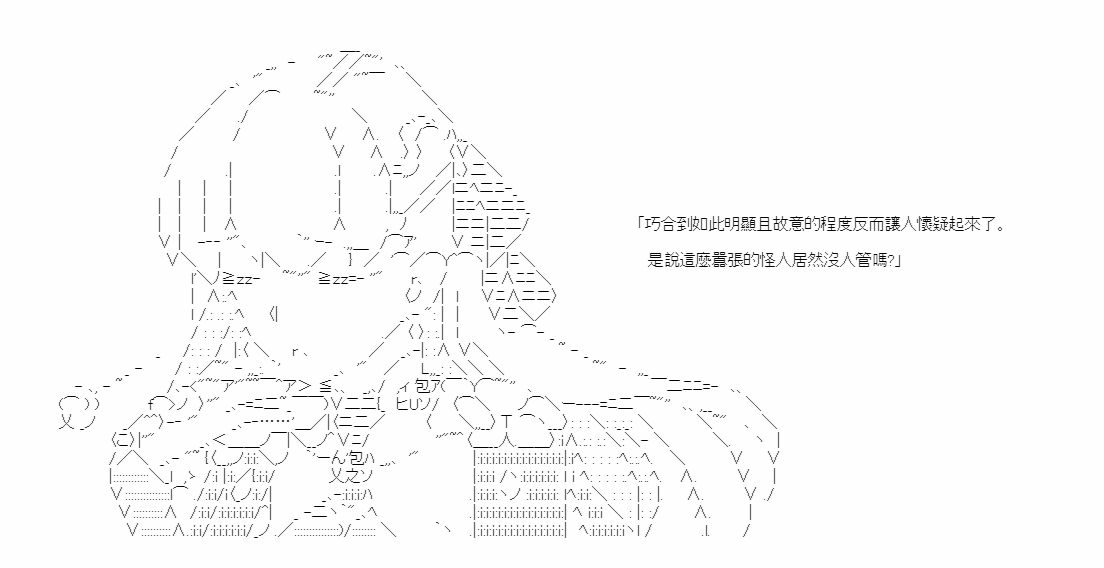 「巧合到如此明顯且故意的程度反而讓人懷疑起來了。
是說這麼囂張的怪人居然沒人管嗎?」